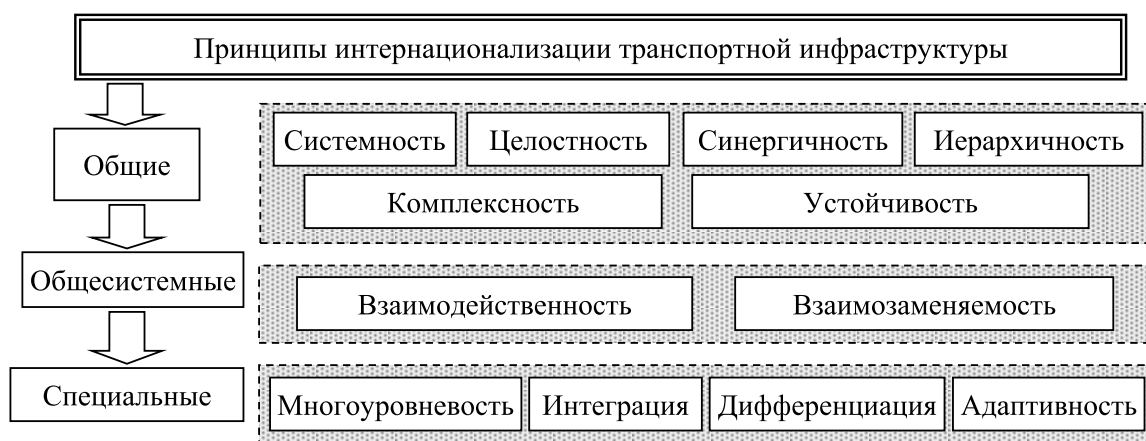 Принципы интернационализации транспортной инфраструктуры
Общие
Системность Целостность Синергичность Иерархичность
Комплексность Устойчивость
Общесистемные
Взаимодейственность Взаимозаменяемость
Специальные
Многоуровневость Интеграция Дифференциация Адаптивность